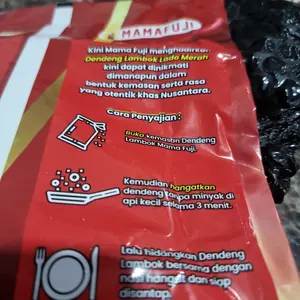 MAMAFUJI
Kini Mama Fuji menghadirkan
Dendeng Lambok Lado Merah
kini dapat dinikmati
dimanapun dalam
bentuk kemasan serta rasa
yang otentik khas Nusantara.
Cara Penyajian :
Buka kemasan Dendeng
Lambok Mama Fuji.
Kemudian hangatkan
dendeng tanpa minyak di
api kecil selama 3 menit.
Lalu hidangkan Dendeng
Lambok bersama dengan
nasi hangat dan siap
disantap.